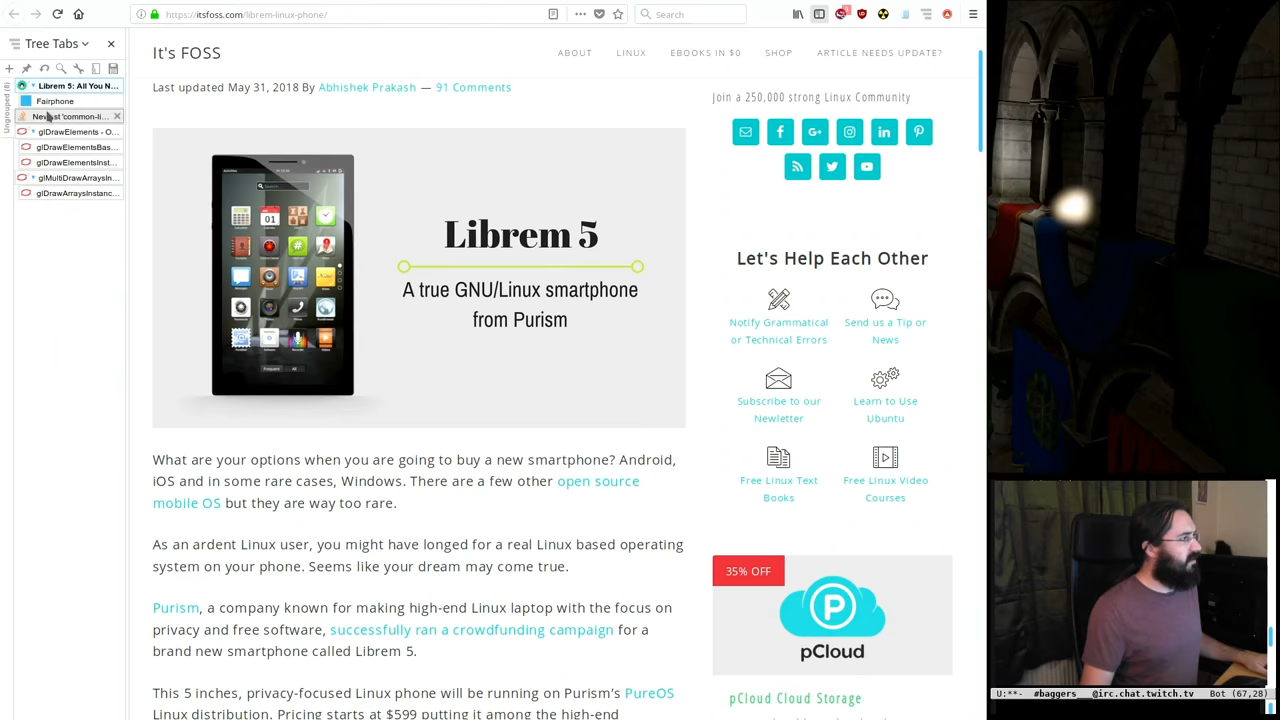 https://itsfoss.com/librem-linux-phone/
Search
Tree Tabs
Ungrouped (8)
Librem 5: All You N...
Fairphone
glDrawElements - O...
glDrawElementsBas...
glDrawElementsInst...
glMultiDrawArraysIn...
glDrawArraysInstanc...
It's FOSS
ABOUT
LINUX
EBOOKS IN $0
SHOP
ARTICLE NEEDS UPDATE?
Last updated May 31, 2018 By Abhishek Prakash — 91 Comments
Librem 5
A true GNU/Linux smartphone
from Purism
What are your options when you are going to buy a new smartphone? Android,
iOS and in some rare cases, Windows. There are a few other open source
mobile OS but they are way too rare.
As an ardent Linux user, you might have longed for a real Linux based operating
system on your phone. Seems like your dream may come true.
Purism, a company known for making high-end Linux laptop with the focus on
privacy and free software, successfully ran a crowdfunding campaign for a
brand new smartphone called Librem 5.
This 5 inches, privacy-focused Linux phone will be running on Purism's PureOS
Linux distribution. Pricing starts at $599 putting it among the high-end
Join a 250,000 strong Linux Community
Let's Help Each Other
Notify Grammatical
or Technical Errors
Send us a Tip or
News
Subscribe to our
Newletter
Learn to Use
Ubuntu
Free Linux Text
Books
Free Linux Video
Courses
35% OFF
pCloud
pCloud Cloud Storage
U:**- #baggers_ @irc.chat.twitch.tv Bot (67,28)